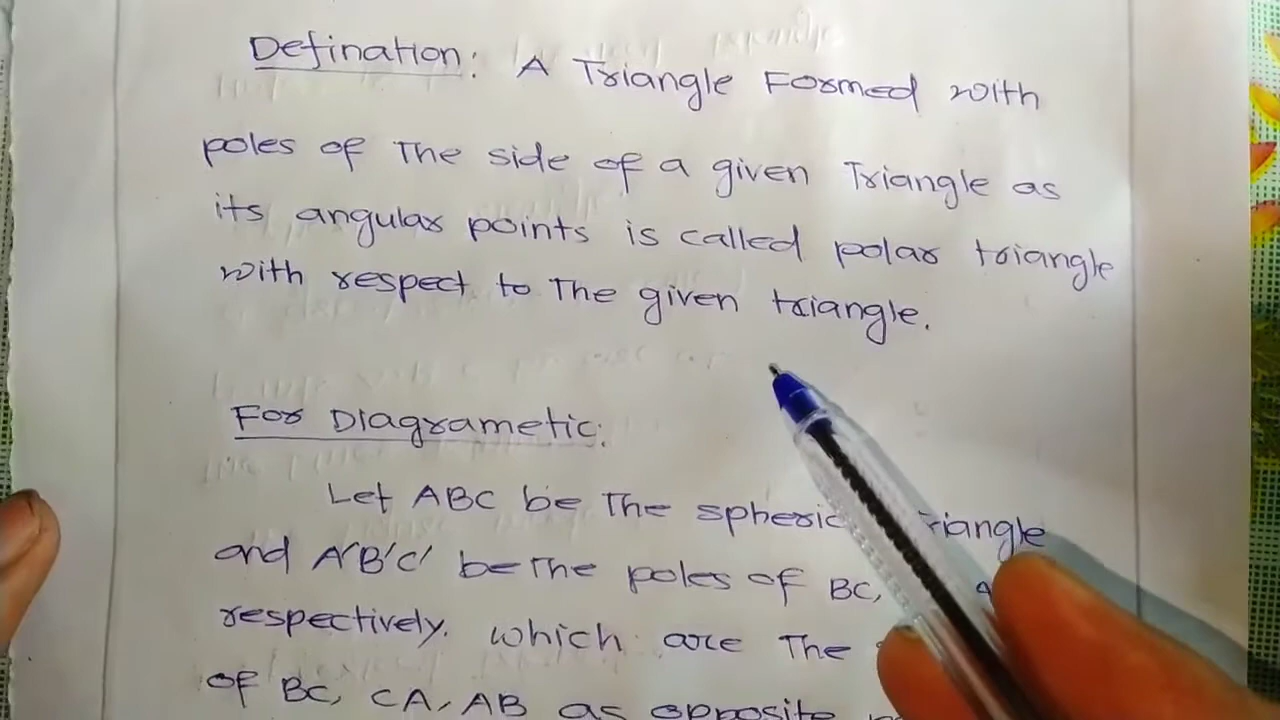 Defination: A Triangle Formed with
poles of The side of a given Triangle as
its angular points is called polar triangle
with respect to The given triangle.
For Diagrametic:
Let ABC be The
and A'B'C' be The poles of BC,
respectively. which are The
of BC, CA, AB as opposite